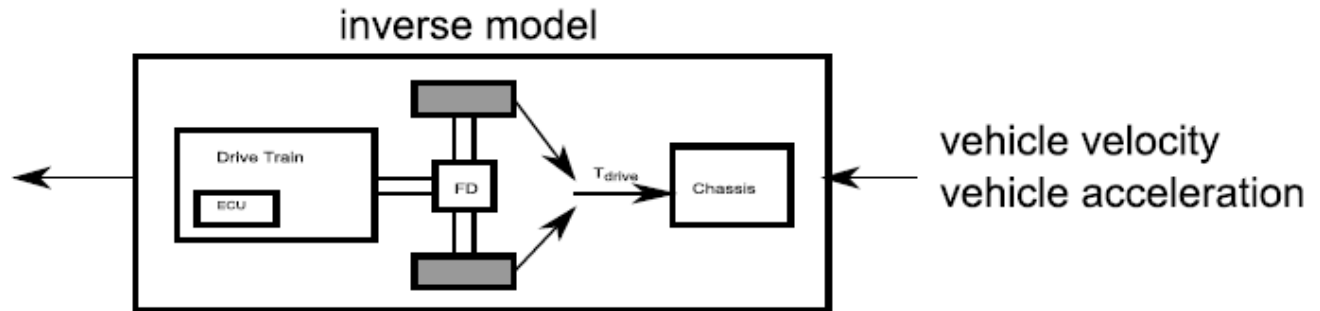 inverse model
Drive Train
ECU
FD
Tdrive
Chassis
vehicle velocity
vehicle acceleration